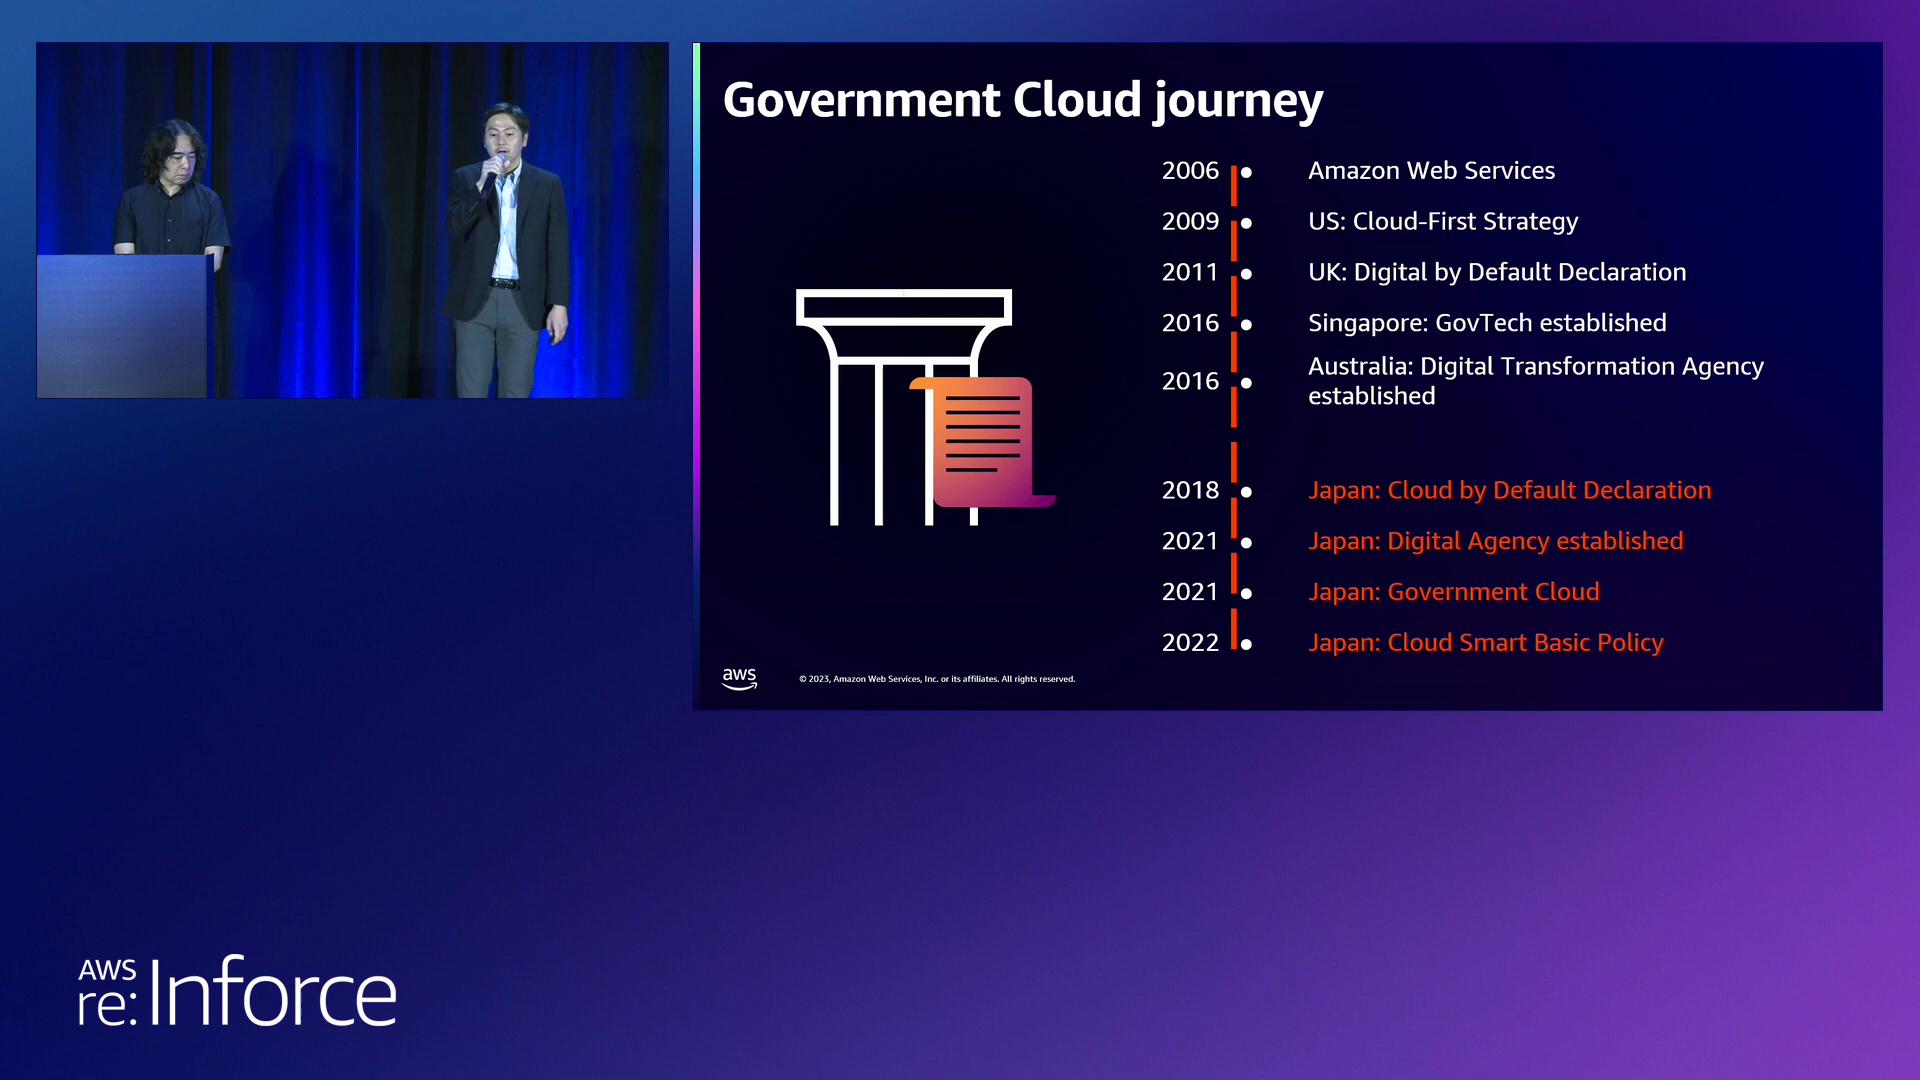 Government Cloud journey
2006 Amazon Web Services
2009 US: Cloud-First Strategy
2011 UK: Digital by Default Declaration
2016 Singapore: GovTech established
2016 Australia: Digital Transformation Agency
established
2018 Japan: Cloud by Default Declaration
2021 Japan: Digital Agency established
2021 Japan: Government Cloud
2022 Japan: Cloud Smart Basic Policy
aws
© 2023, Amazon Web Services, Inc. or its affiliates. All rights reserved.
AWS
re:Inforce